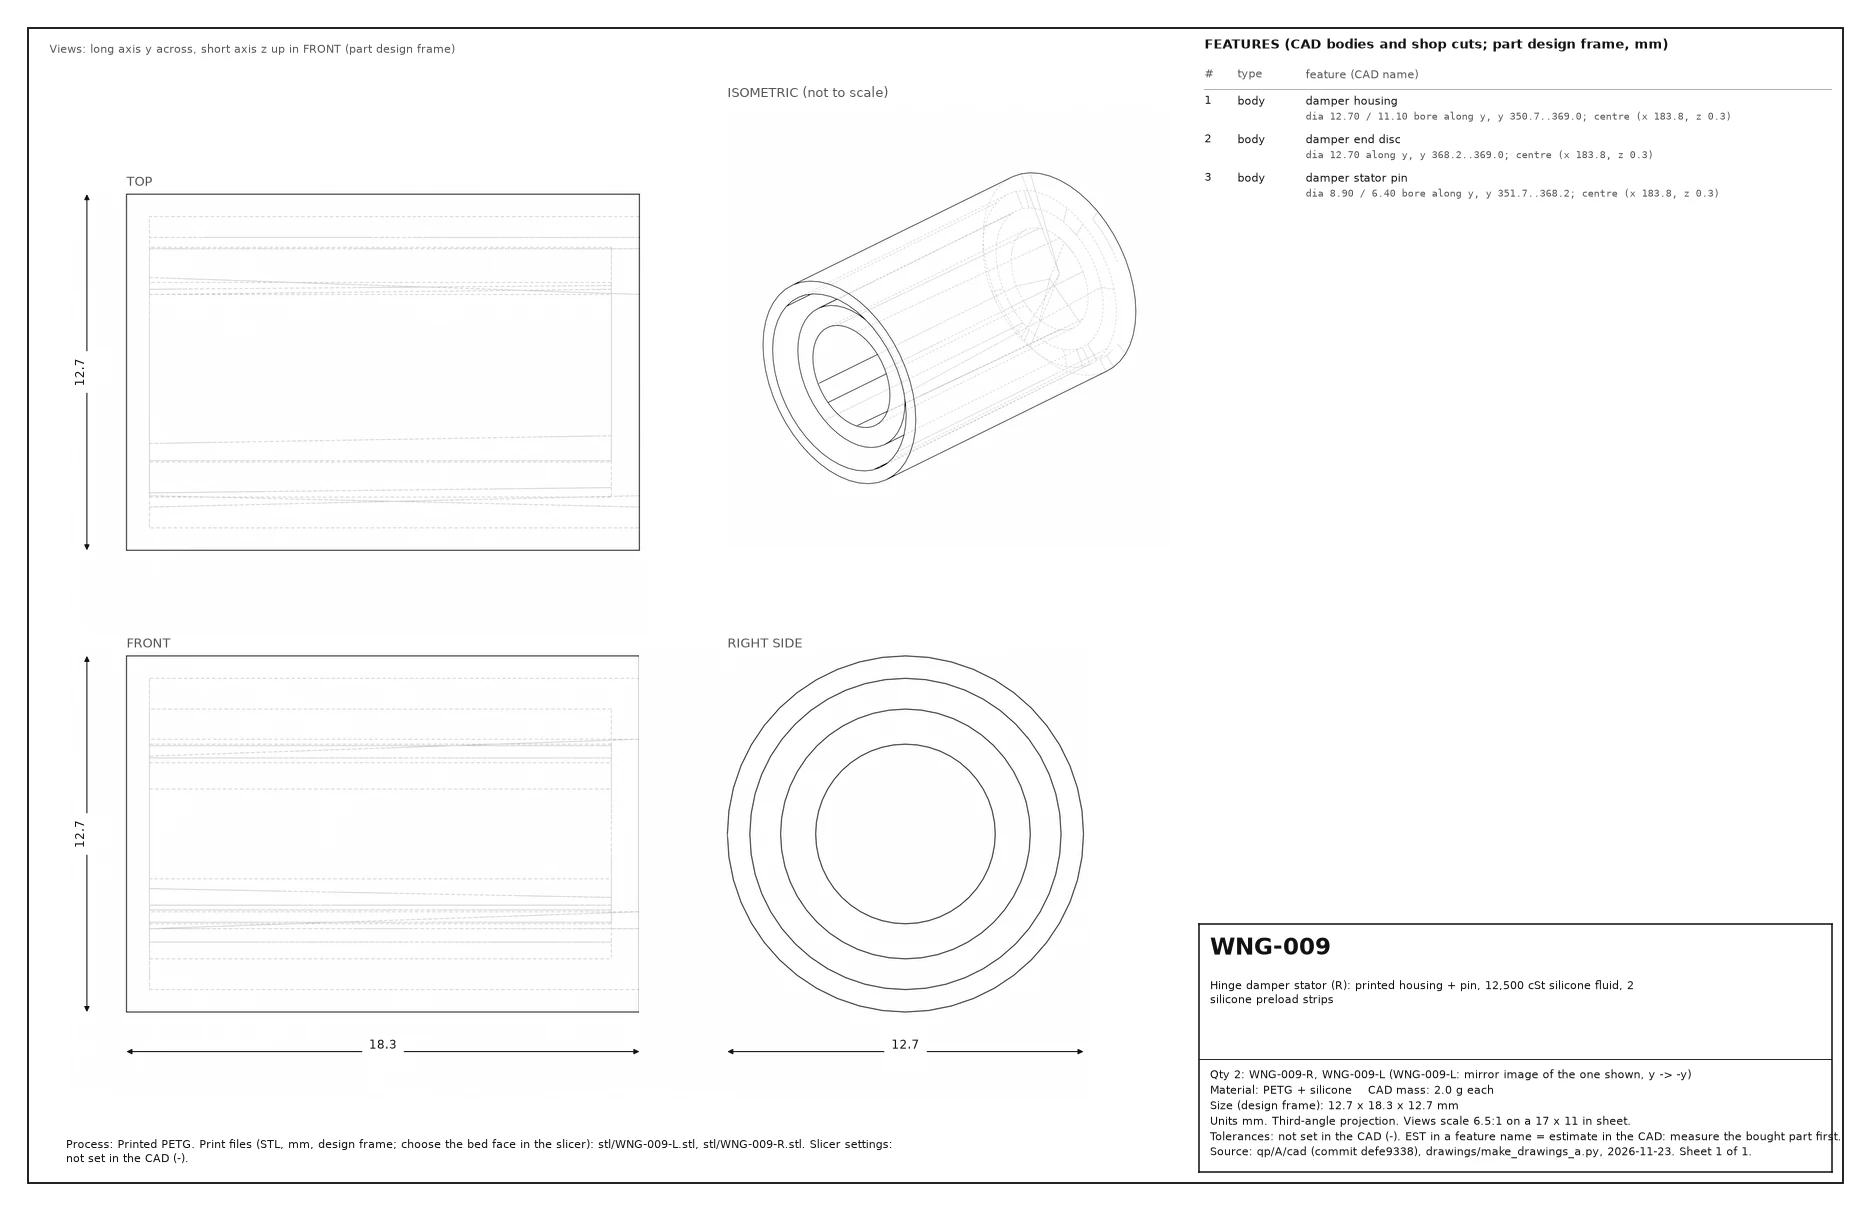 Views: long axis y across, short axis z up in FRONT (part design frame)
ISOMETRIC (not to scale)
TOP
12.7
FRONT
12.7
18.3
RIGHT SIDE
12.7
FEATURES (CAD bodies and shop cuts; part design frame, mm)
# type feature (CAD name)
1 body damper housing
dia 12.70 / 11.10 bore along y, y 350.7..369.0; centre (x 183.8, z 0.3)
2 body damper end disc
dia 12.70 along y, y 368.2..369.0; centre (x 183.8, z 0.3)
3 body damper stator pin
dia 8.90 / 6.40 bore along y, y 351.7..368.2; centre (x 183.8, z 0.3)
WNG-009
Hinge damper stator (R): printed housing + pin, 12,500 cSt silicone fluid, 2
silicone preload strips
Qty 2: WNG-009-R, WNG-009-L (WNG-009-L: mirror image of the one shown, y -> -y)
Material: PETG + silicone CAD mass: 2.0 g each
Size (design frame): 12.7 x 18.3 x 12.7 mm
Units mm. Third-angle projection. Views scale 6.5:1 on a 17 x 11 in sheet.
Tolerances: not set in the CAD (-). EST in a feature name = estimate in the CAD: measure the bought part first.
Source: qp/A/cad (commit defe9338), drawings/make_drawings_a.py, 2026-11-23. Sheet 1 of 1.
Process: Printed PETG. Print files (STL, mm, design frame; choose the bed face in the slicer): stl/WNG-009-L.stl, stl/WNG-009-R.stl. Slicer settings:
not set in the CAD (-).